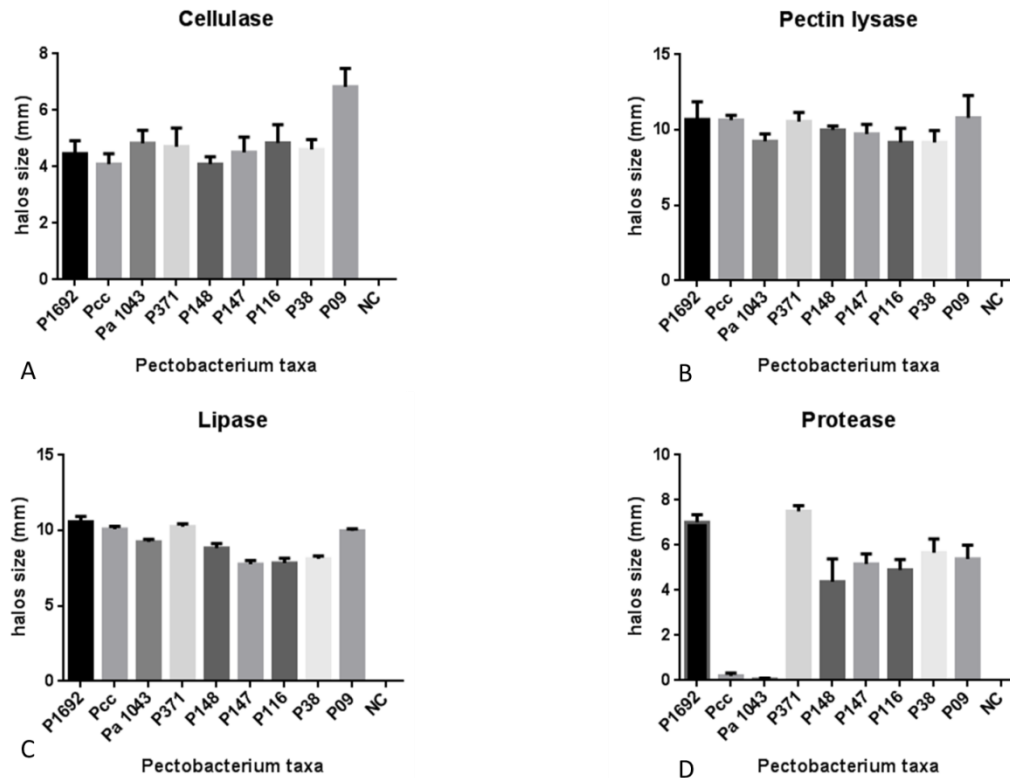 Cellulase
halos size (mm)
8
6
4
2
0
P1692
Pcc
Pa 1043
P371
P148
P147
P116
P38
P09
NC
Pectobacterium taxa
A
Pectin lysase
halos size (mm)
15
10
5
0
P1692
Pcc
Pa 1043
P371
P148
P147
P116
P38
P09
NC
Pectobacterium taxa
B
Lipase
halos size (mm)
15
10
5
0
P1692
Pcc
Pa 1043
P371
P148
P147
P116
P38
P09
NC
Pectobacterium taxa
C
Protease
halos size (mm)
10
8
6
4
2
0
P1692
Pcc
Pa 1043
P371
P148
P147
P116
P38
P09
NC
Pectobacterium taxa
D